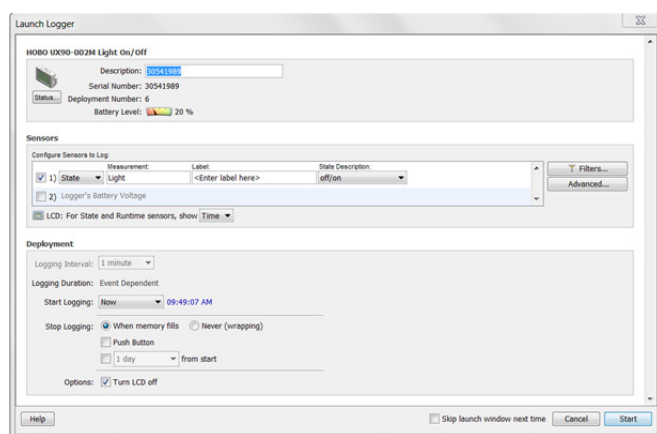 Launch Logger
HOBO UX90-002M Light On/Off
Description: 30541989
Serial Number: 30541989
Status... Deployment Number: 6
Battery Level: 20 %
Sensors
Configure Sensors to Log:
Measurement: Label: State Description:
1) State Light <Enter label here> off/on
Filters...
Advanced...
2) Logger's Battery Voltage
LCD: For State and Runtime sensors, show Time
Deployment
Logging Interval: 1 minute
Logging Duration: Event Dependent
Start Logging: Now 09:49:07 AM
Stop Logging: When memory fills Never (wrapping)
Push Button
1 day from start
Options: Turn LCD off
Help Skip launch window next time Cancel Start